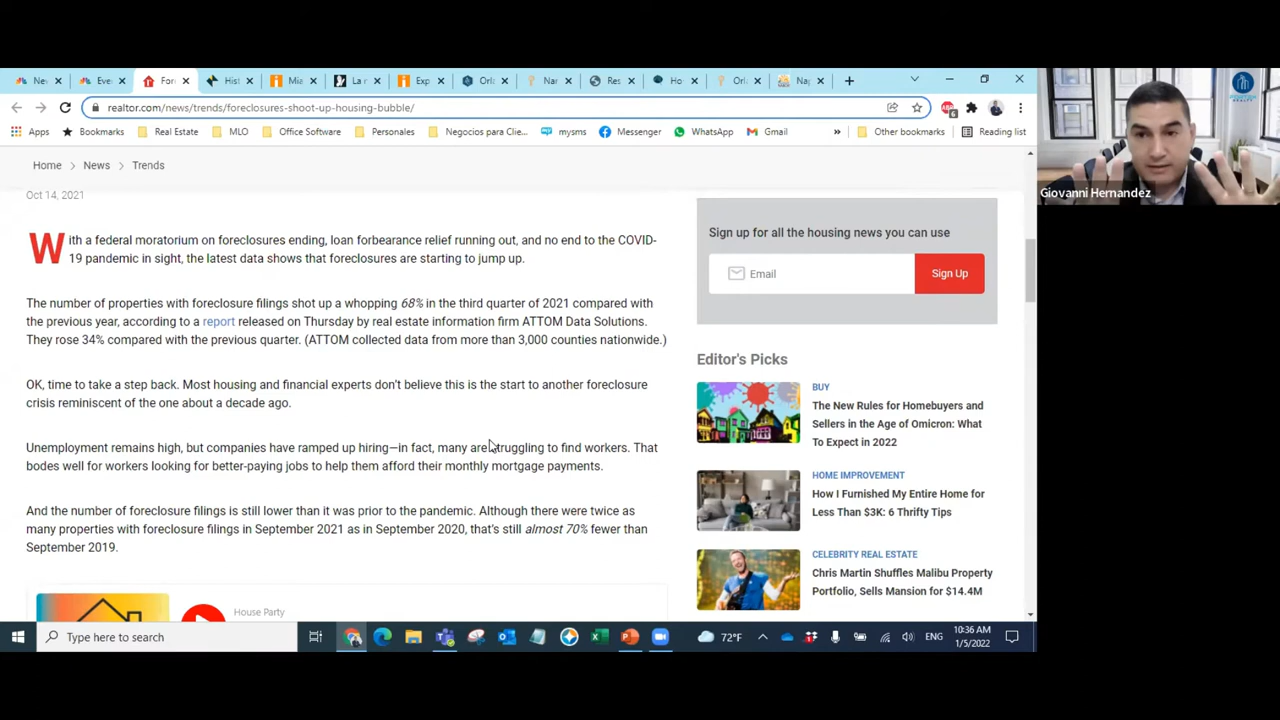 Nev
Eve
For
Hist
Mia
La r
Exp
Orla
Nar
Res
Ho
Orla
Nap
realtor.com/news/trends/foreclosures-shoot-up-housing-bubble/
ABP
6
Apps
Bookmarks
Real Estate
MLO
Office Software
Personales
Negocios para Clie...
mysms
Messenger
WhatsApp
Gmail
»
Other bookmarks
Reading list
Giovanni Hernandez
Home > News > Trends
Oct 14, 2021
With a federal moratorium on foreclosures ending, loan forbearance relief running out, and no end to the COVID-
19 pandemic in sight, the latest data shows that foreclosures are starting to jump up.
The number of properties with foreclosure filings shot up a whopping 68% in the third quarter of 2021 compared with
the previous year, according to a report released on Thursday by real estate information firm ATTOM Data Solutions.
They rose 34% compared with the previous quarter. (ATTOM collected data from more than 3,000 counties nationwide.)
OK, time to take a step back. Most housing and financial experts don't believe this is the start to another foreclosure
crisis reminiscent of the one about a decade ago.
Unemployment remains high, but companies have ramped up hiring—in fact, many are struggling to find workers. That
bodes well for workers looking for better-paying jobs to help them afford their monthly mortgage payments.
And the number of foreclosure filings is still lower than it was prior to the pandemic. Although there were twice as
many properties with foreclosure filings in September 2021 as in September 2020, that's still almost 70% fewer than
September 2019.
House Party
Sign up for all the housing news you can use
Email
Sign Up
Editor's Picks
BUY
The New Rules for Homebuyers and
Sellers in the Age of Omicron: What
To Expect in 2022
HOME IMPROVEMENT
How I Furnished My Entire Home for
Less Than $3K: 6 Thrifty Tips
CELEBRITY REAL ESTATE
Chris Martin Shuffles Malibu Property
Portfolio, Sells Mansion for $14.4M
Type here to search
72°F
ENG
10:36 AM
1/5/2022